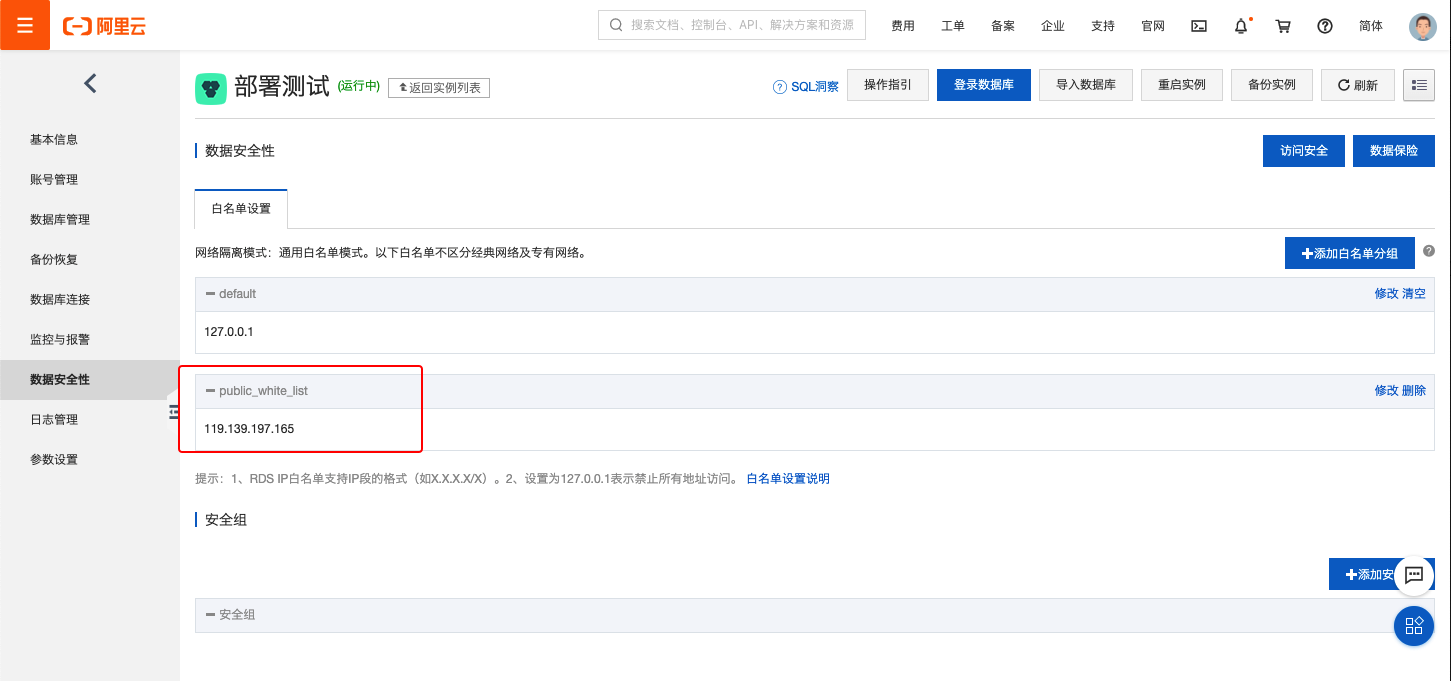 阿里云
搜索文档、控制台、API、解决方案和资源
费用 工单 备案 企业 支持 官网 简体
部署测试 (运行中) 返回实例列表
SQL洞察 操作指引 登录数据库 导入数据库 重启实例 备份实例 刷新
基本信息
账号管理
数据库管理
备份恢复
数据库连接
监控与报警
数据安全性
日志管理
参数设置
数据安全性
访问安全 数据保险
白名单设置
网络隔离模式：通用白名单模式。以下白名单不区分经典网络及专有网络。
添加白名单分组
default 修改 清空
127.0.0.1
public_white_list 修改 删除
119.139.197.165
提示：1、RDS IP白名单支持IP段的格式（如X.X.X.X/X）。2、设置为127.0.0.1表示禁止所有地址访问。 白名单设置说明
安全组
添加安
安全组